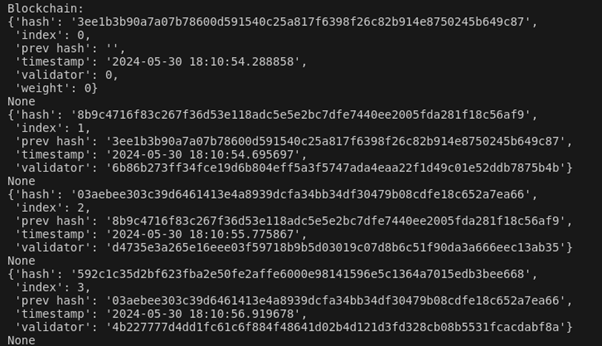 Blockchain:
{'hash': '3ee1b3b90a7a07b78600d591540c25a817f6398f26c82b914e8750245b649c87',
 'index': 0,
 'prev hash': '',
 'timestamp': '2024-05-30 18:10:54.288858',
 'validator': 0,
 'weight': 0}
None
{'hash': '8b9c4716f83c267f36d53e118adc5e5e2bc7dfe7440ee2005fda281f18c56af9',
 'index': 1,
 'prev hash': '3ee1b3b90a7a07b78600d591540c25a817f6398f26c82b914e8750245b649c87',
 'timestamp': '2024-05-30 18:10:54.695697',
 'validator': '6b86b273ff34fce19d6b804eff5a3f5747ada4eaa22f1d49c01e52ddb7875b4b'}
None
{'hash': '03aebee303c39d6461413e4a8939dcfa34bb34df30479b08cdfe18c652a7ea66',
 'index': 2,
 'prev hash': '8b9c4716f83c267f36d53e118adc5e5e2bc7dfe7440ee2005fda281f18c56af9',
 'timestamp': '2024-05-30 18:10:55.775867',
 'validator': 'd4735e3a265e16eee03f59718b9b5d03019c07d8b6c51f90da3a666eec13ab35'}
None
{'hash': '592c1c35d2bf623fba2e50fe2affe6000e98141596e5c1364a7015edb3bee668',
 'index': 3,
 'prev hash': '03aebee303c39d6461413e4a8939dcfa34bb34df30479b08cdfe18c652a7ea66',
 'timestamp': '2024-05-30 18:10:56.919678',
 'validator': '4b227777d4dd1fc61c6f884f48641d02b4d121d3fd328cb08b5531fcacdabf8a'}
None